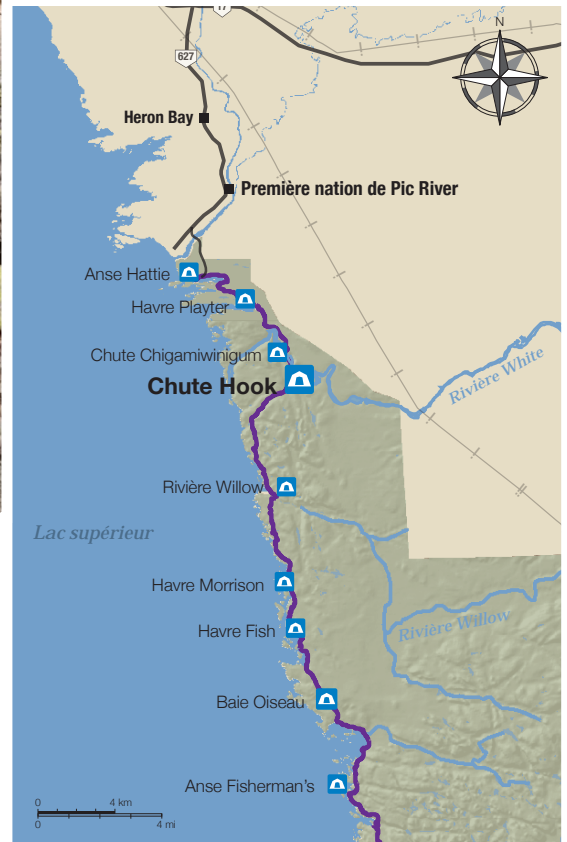 17
N
627
Heron Bay
Première nation de Pic River
Anse Hattie
Havre Playter
Chute Chigamiwinigum
Chute Hook
Rivière White
Rivière Willow
Lac supérieur
Havre Morrison
Havre Fish
Rivière Willow
Baie Oiseau
Anse Fisherman's
0 4 km
0 4 mi